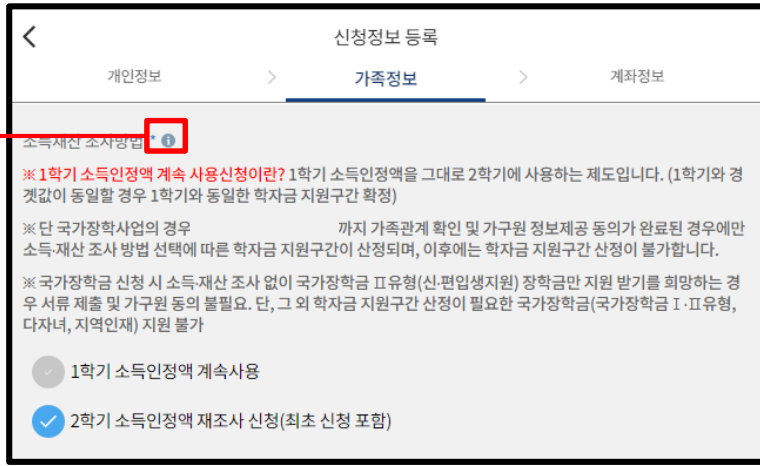 신청정보 등록
개인정보 > 가족정보 > 계좌정보
소득재산 조사방법 *
※ 1학기 소득인정액 계속 사용신청이란? 1학기 소득인정액을 그대로 2학기에 사용하는 제도입니다. (1학기와 경
곗값이 동일할 경우 1학기와 동일한 학자금 지원구간 확정)
※ 단 국가장학사업의 경우 까지 가족관계 확인 및 가구원 정보제공 동의가 완료된 경우에만
소득·재산 조사 방법 선택에 따른 학자금 지원구간이 산정되며, 이후에는 학자금 지원구간 산정이 불가합니다.
※ 국가장학금 신청 시 소득·재산 조사 없이 국가장학금 Ⅱ유형(신·편입생지원) 장학금만 지원 받기를 희망하는 경
우 서류 제출 및 가구원 동의 불필요. 단, 그 외 학자금 지원구간 산정이 필요한 국가장학금(국가장학금 Ⅰ·Ⅱ유형,
다자녀, 지역인재) 지원 불가
1학기 소득인정액 계속사용
2학기 소득인정액 재조사 신청(최초 신청 포함)